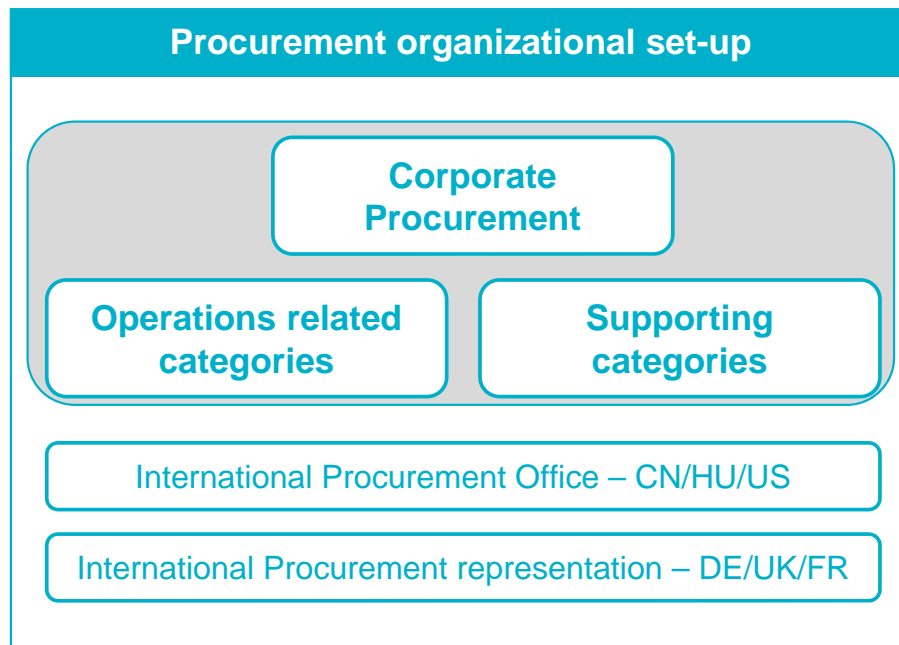 Procurement organizational set-up
Corporate
Procurement
Operations related
categories
Supporting
categories
International Procurement Office – CN/HU/US
International Procurement representation – DE/UK/FR